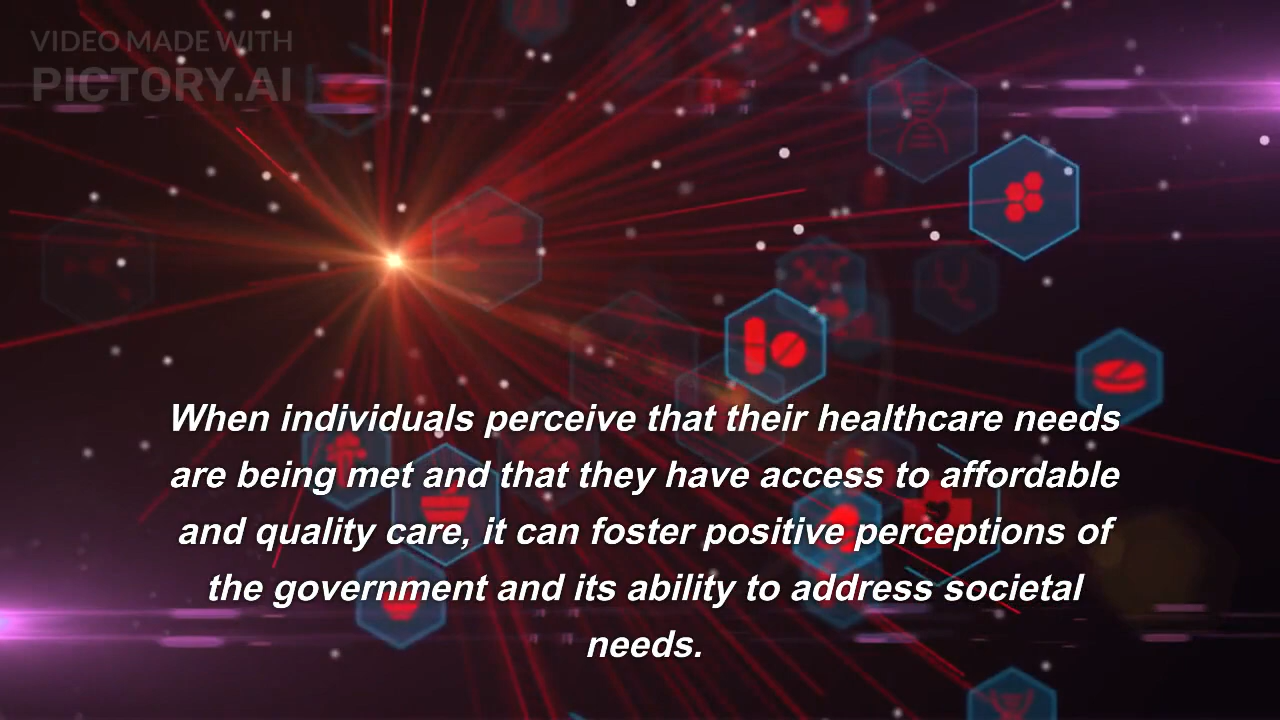 VIDEO MADE WITH
PICTORY.AI
When individuals perceive that their healthcare needs
are being met and that they have access to affordable
and quality care, it can foster positive perceptions of
the government and its ability to address societal
needs.